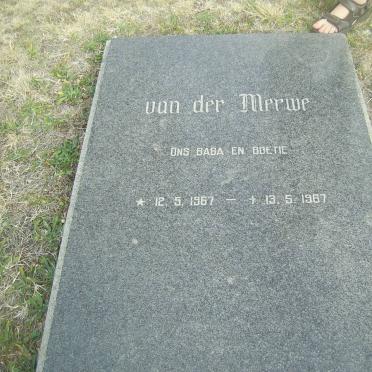 van der Merwe
ONS BABA EN BOETIE
★ 12. 5. 1967 — ✝ 13. 5. 1967